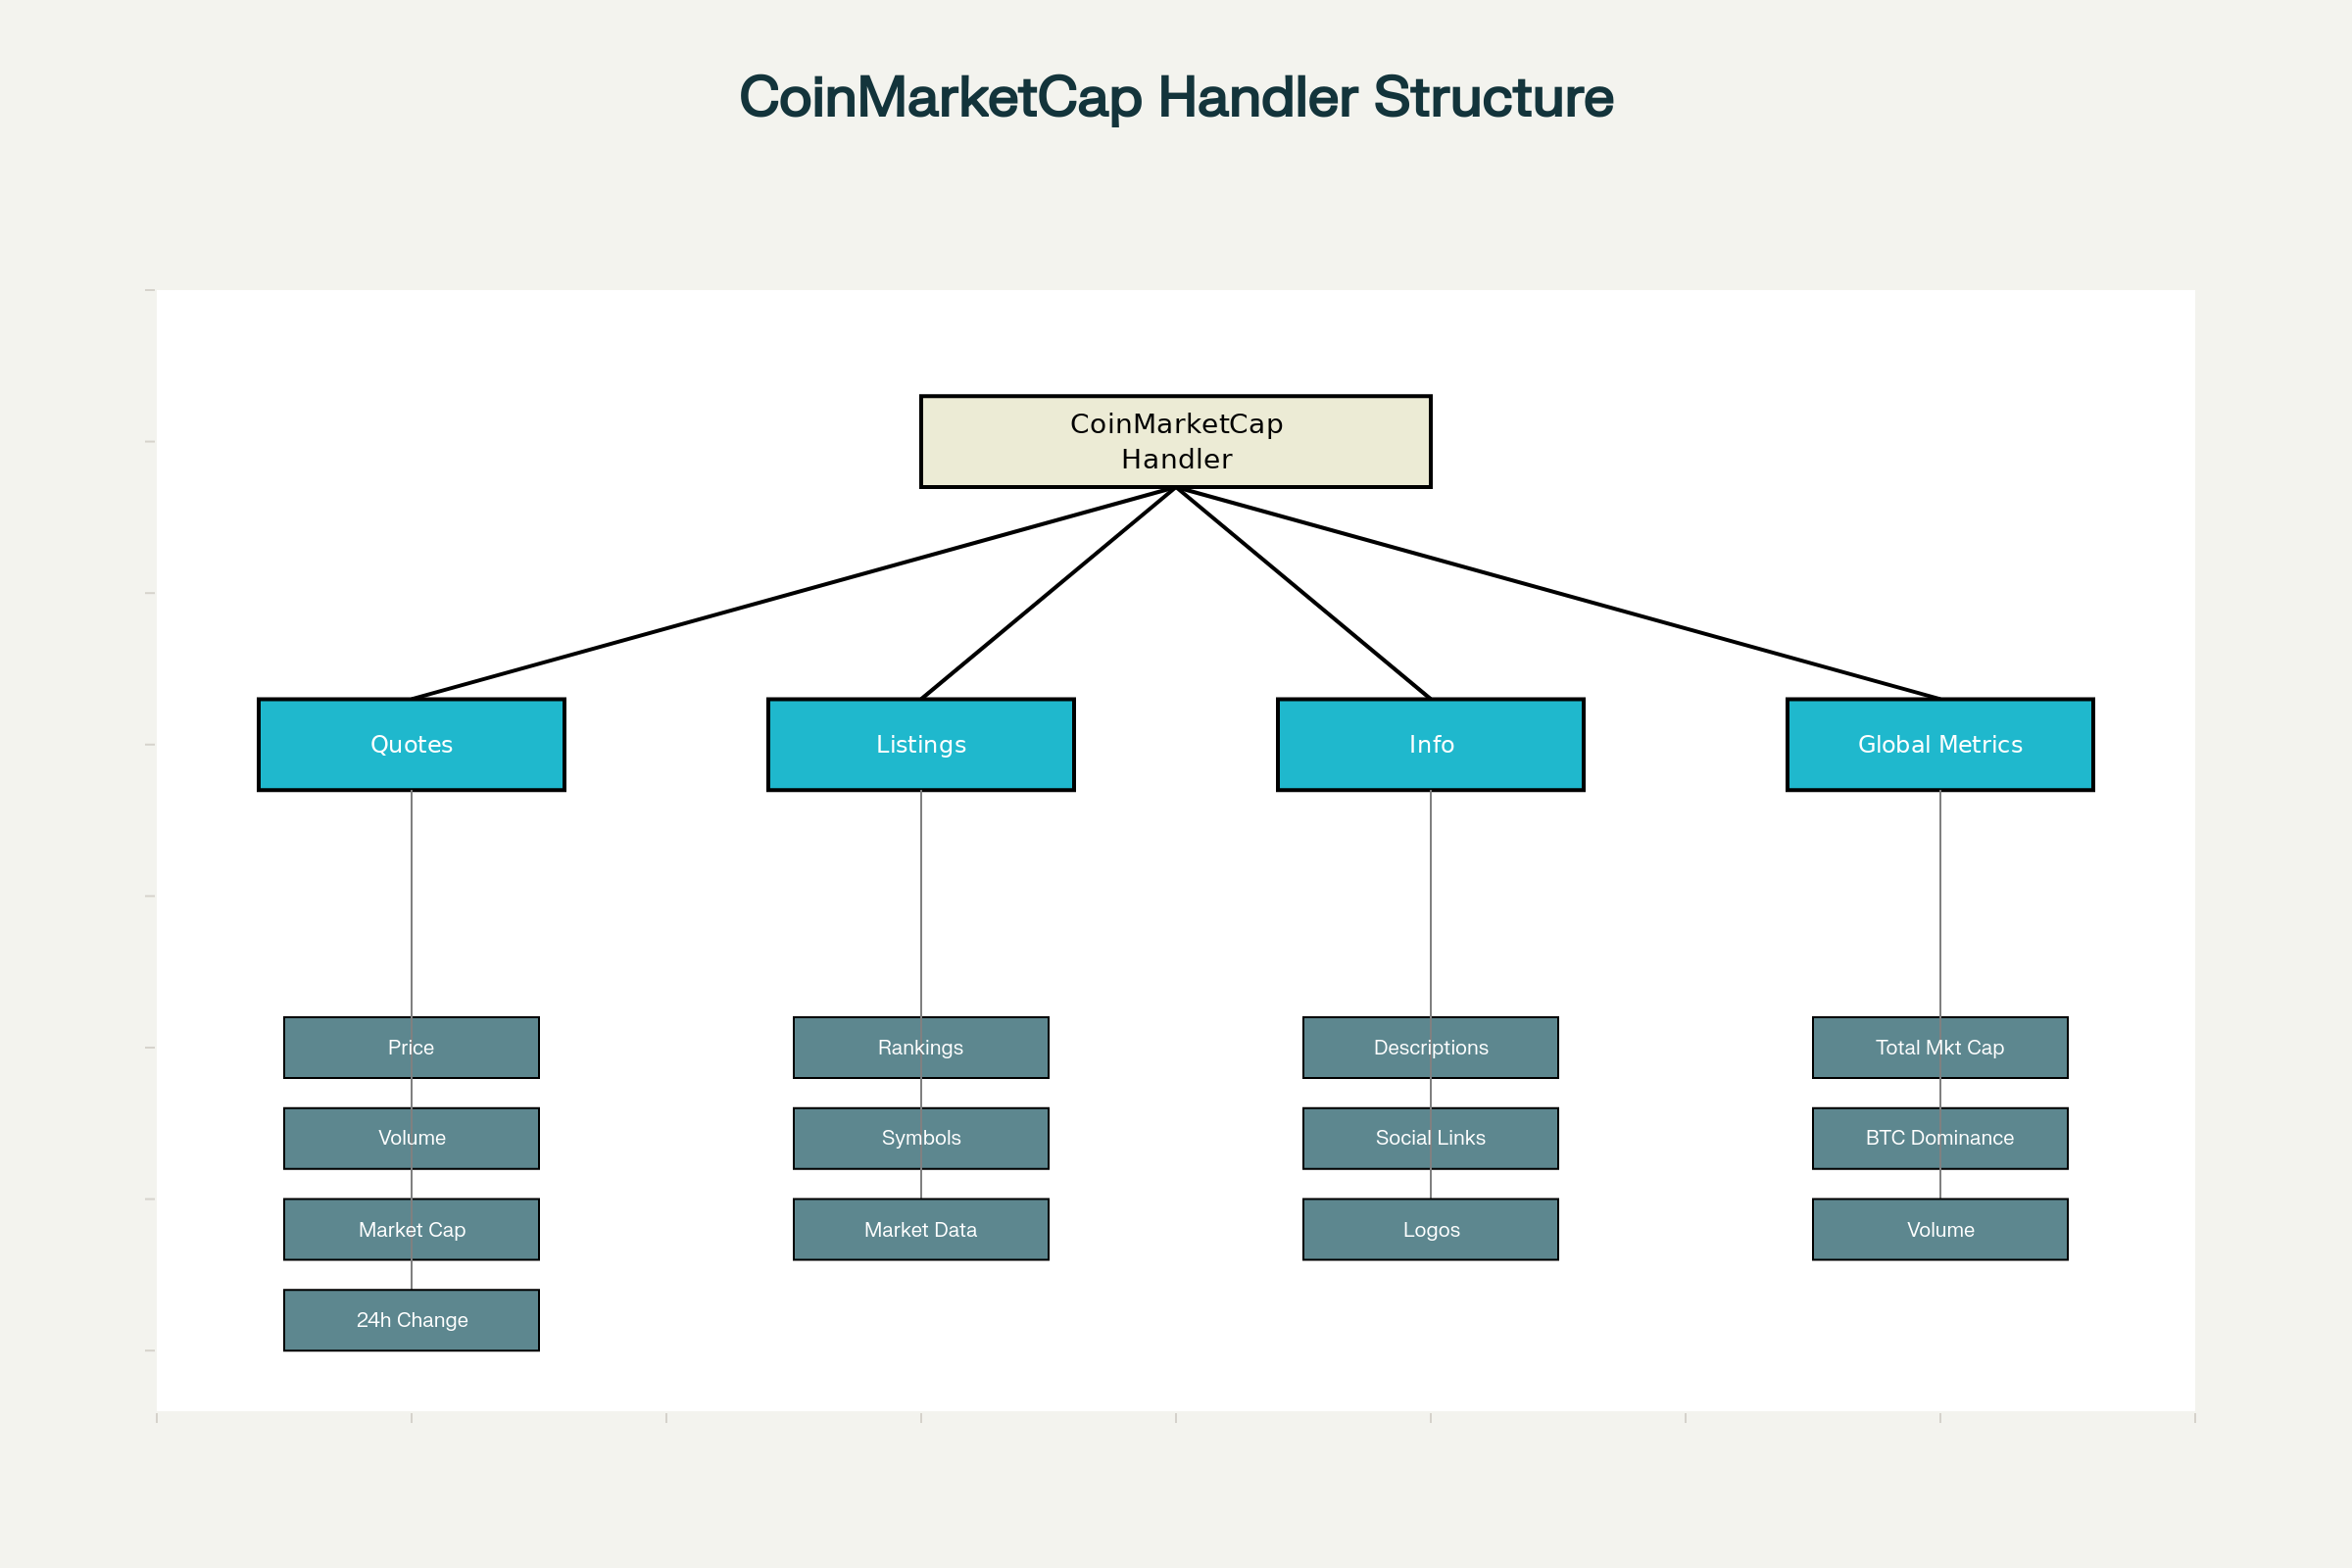 CoinMarketCap Handler Structure
CoinMarketCap
Handler
Quotes
Listings
Info
Global Metrics
Price
Rankings
Descriptions
Total Mkt Cap
Volume
Symbols
Social Links
BTC Dominance
Market Cap
Market Data
Logos
Volume
24h Change